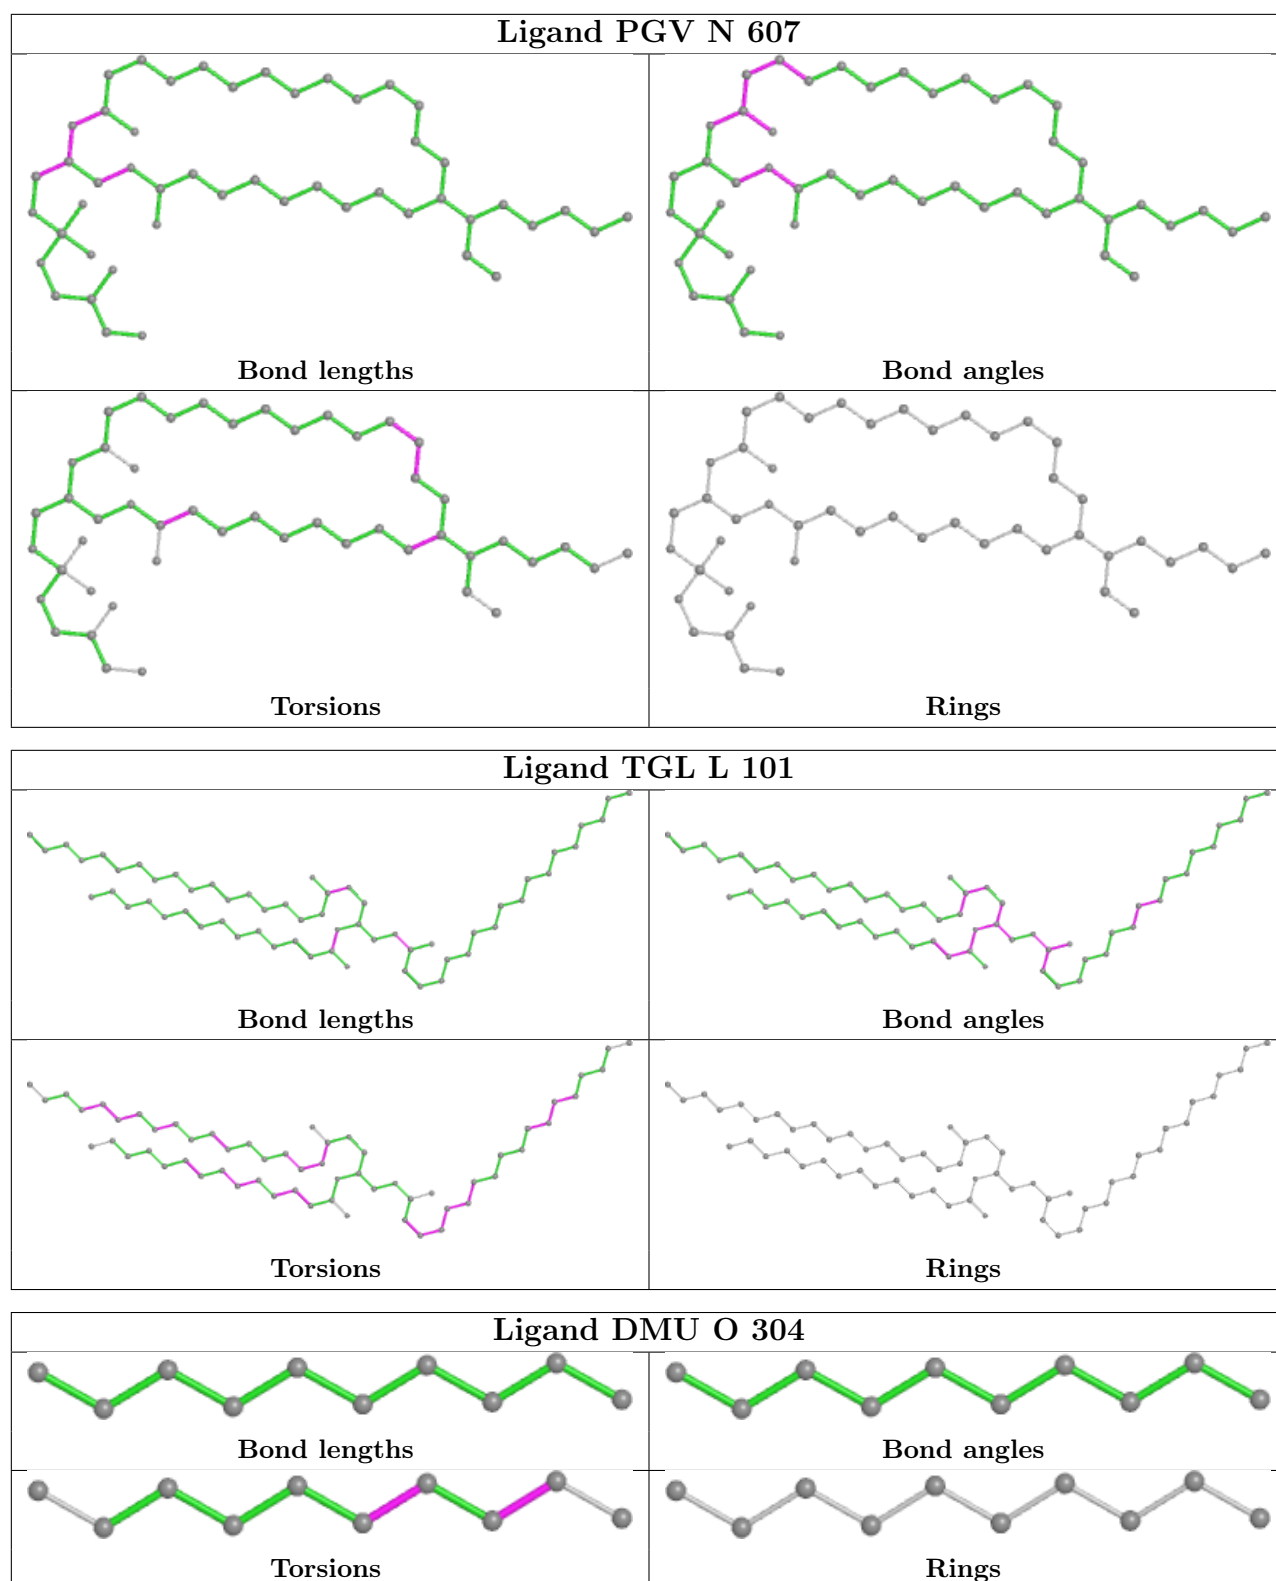 Ligand PGV N 607
Bond lengths
Bond angles
Torsions
Rings
Ligand TGL L 101
Bond lengths
Bond angles
Torsions
Rings
Ligand DMU O 304
Bond lengths
Bond angles
Torsions
Rings